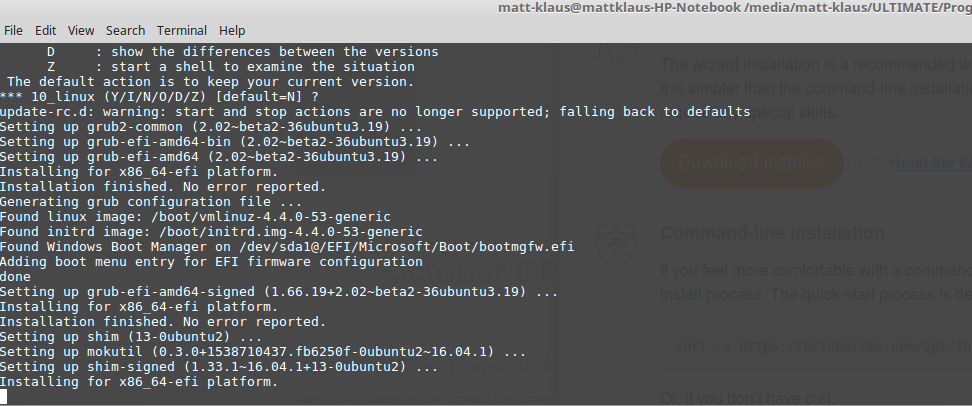 matt-klaus@mattklaus-HP-Notebook /media/matt-klaus/ULTIMATE/Prog
File Edit View Search Terminal Help
D : show the differences between the versions
Z : start a shell to examine the situation
The default action is to keep your current version.
*** 10_linux (Y/I/N/O/D/Z) [default=N] ?
update-rc.d: warning: start and stop actions are no longer supported; falling back to defaults
Setting up grub2-common (2.02~beta2-36ubuntu3.19) ...
Setting up grub-efi-amd64-bin (2.02~beta2-36ubuntu3.19) ...
Setting up grub-efi-amd64 (2.02~beta2-36ubuntu3.19) ...
Installing for x86_64-efi platform.
Installation finished. No error reported.
Generating grub configuration file ...
Found linux image: /boot/vmlinuz-4.4.0-53-generic
Found initrd image: /boot/initrd.img-4.4.0-53-generic
Found Windows Boot Manager on /dev/sda1@/EFI/Microsoft/Boot/bootmgfw.efi
Adding boot menu entry for EFI firmware configuration
done
Setting up grub-efi-amd64-signed (1.66.19+2.02~beta2-36ubuntu3.19) ...
Installing for x86_64-efi platform.
Installation finished. No error reported.
Setting up shim (13-0ubuntu2) ...
Setting up mokutil (0.3.0+1538710437.fb6250f-0ubuntu2~16.04.1) ...
Setting up shim-signed (1.33.1~16.04.1+13-0ubuntu2) ...
Installing for x86_64-efi platform.
The wizard installation is a recommended w
It is simpler than the command-line installatio
special skills.
Download Installer
Read the W
Command-line installation
If you feel more comfortable with a command
install process. The quick-start process is de
curl -s https://octobercms.com/api/i
Or, if you don't have curl: